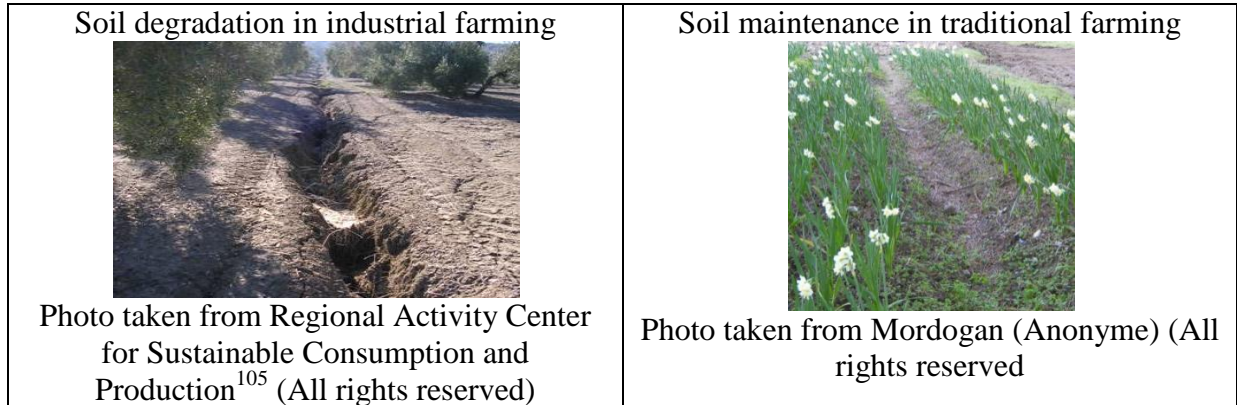 Soil degradation in industrial farming
Photo taken from Regional Activity Center
for Sustainable Consumption and
Production105 (All rights reserved)
Soil maintenance in traditional farming
Photo taken from Mordogan (Anonyme) (All
rights reserved